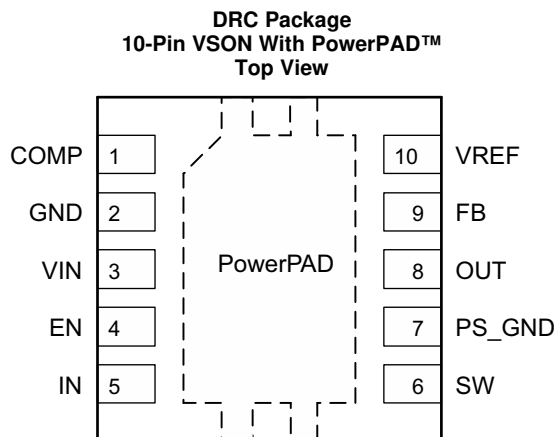 DRC Package
10-Pin VSON With PowerPAD™
Top View
COMP 1 10 VREF
GND 2 9 FB
VIN 3 PowerPAD 8 OUT
EN 4 7 PS_GND
IN 5 6 SW